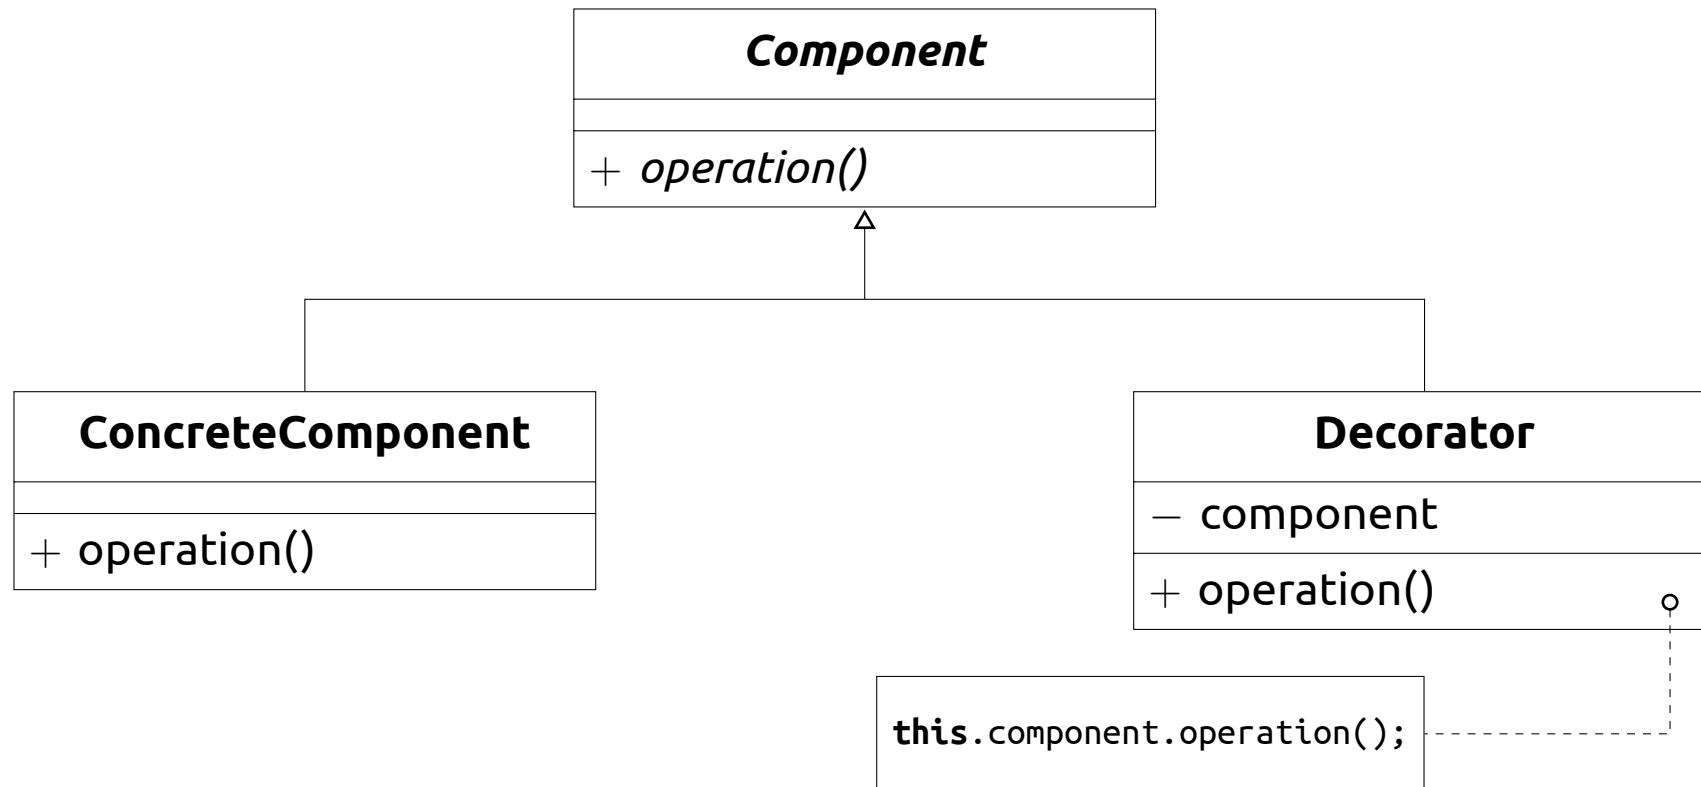 Component
+ operation()
ConcreteComponent
+ operation()
Decorator
− component
+ operation()
this.component.operation();